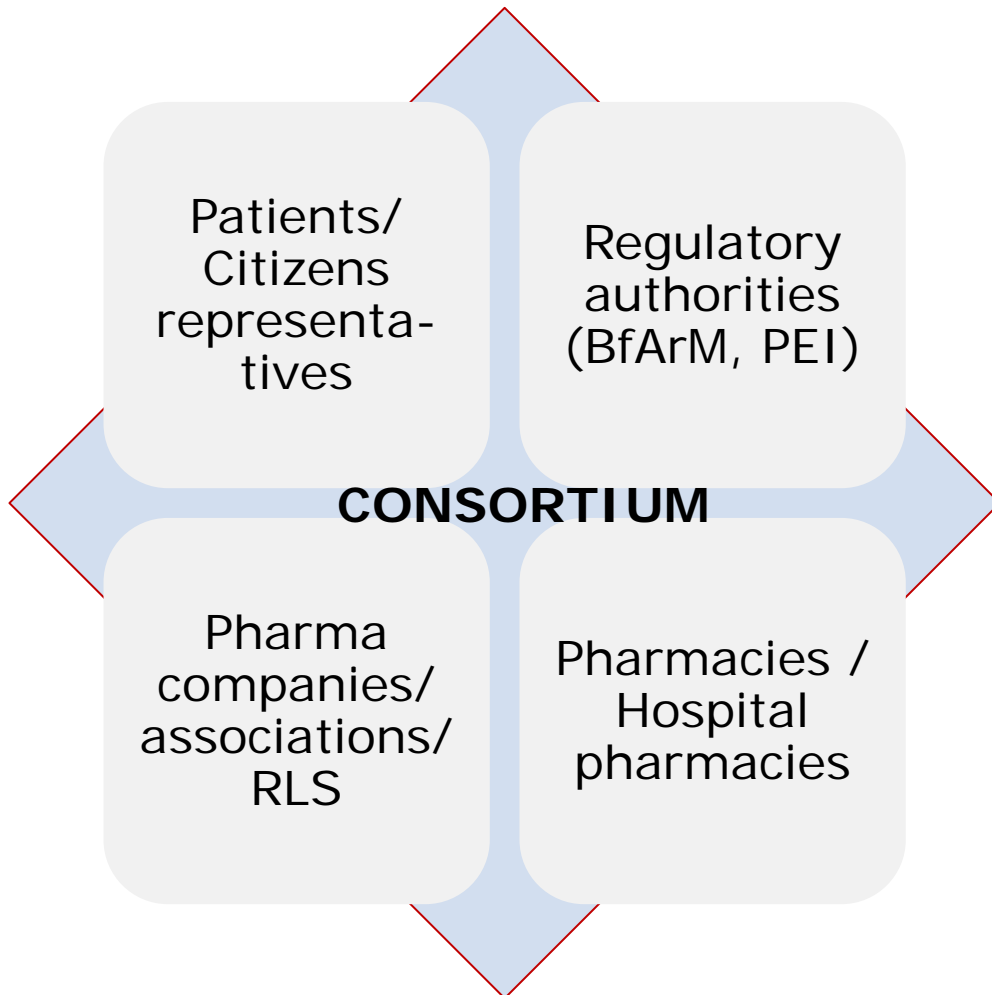 Patients/
Citizens
representa-
tives
Regulatory
authorities
(BfArM, PEI)
CONSORTIUM
Pharma
companies/
associations/
RLS
Pharmacies /
Hospital
pharmacies